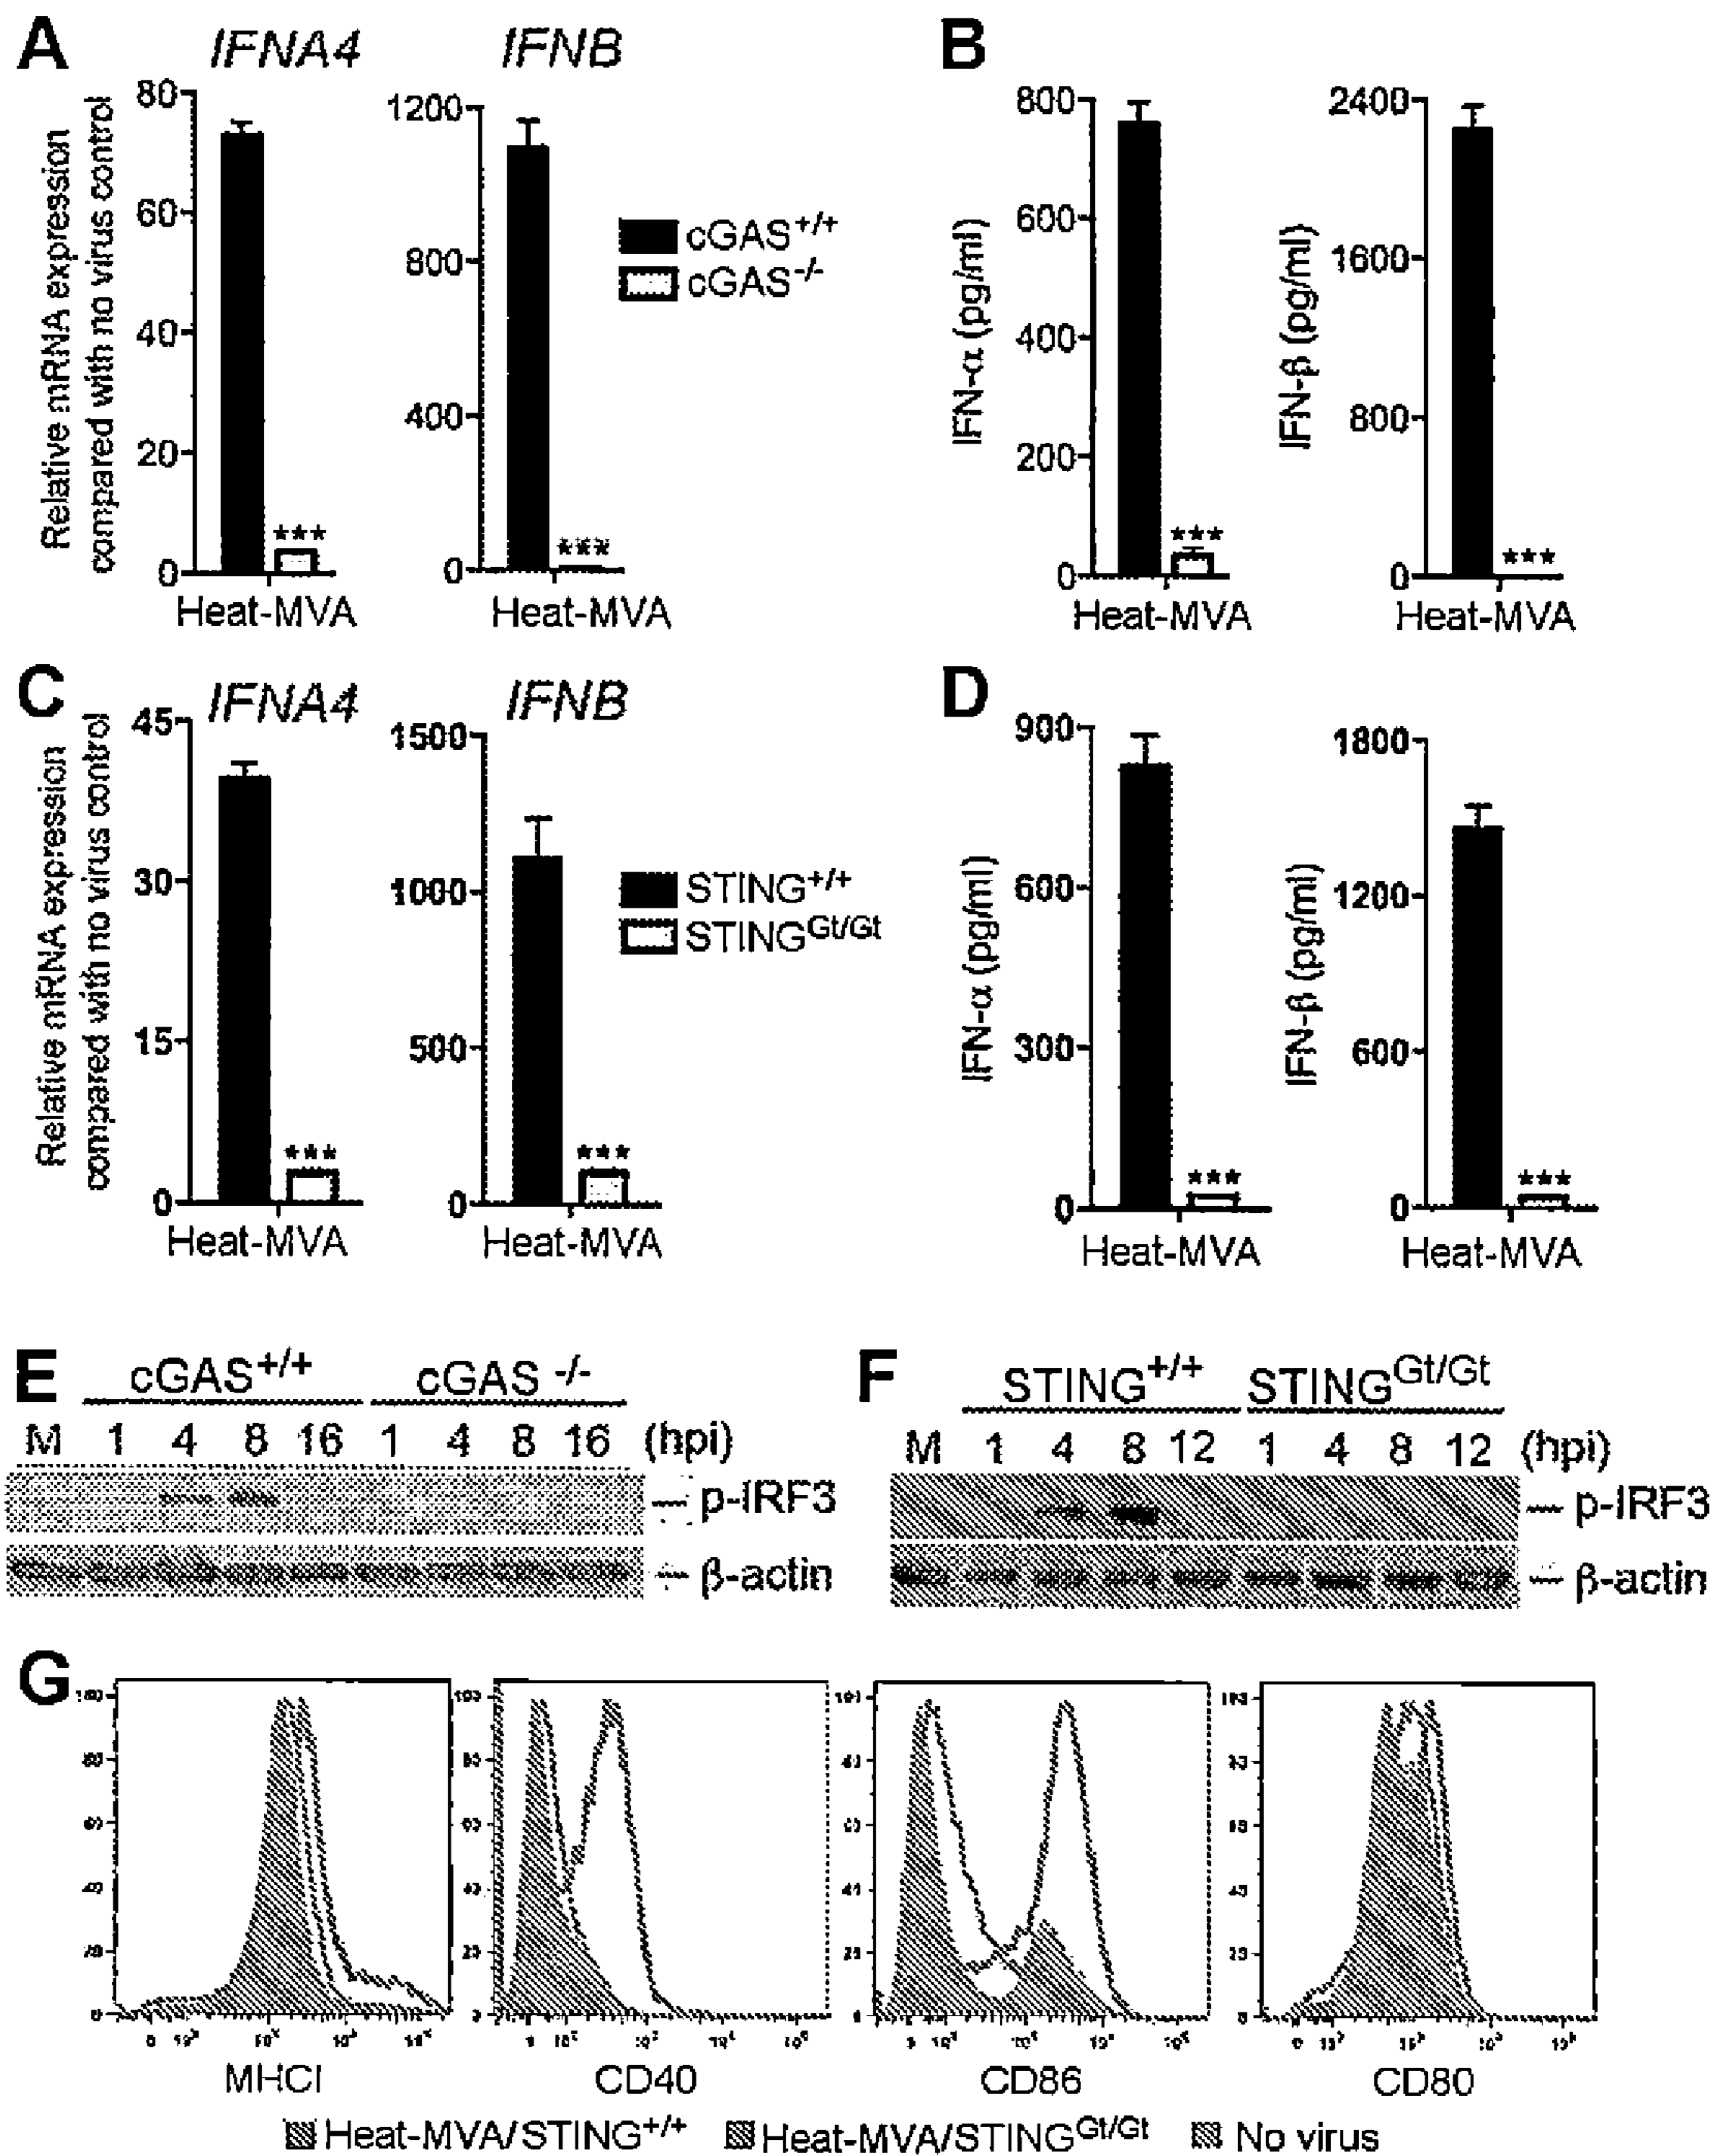 A
IFNA4
IFNB
B
Relative mRNA expression
compared with no virus control
80
60
40
20
0
Heat-MVA
1200
800
400
0
Heat-MVA
cGAS+/+
cGAS-/-
IFN-α (pg/ml)
800
600
400
200
0
***
Heat-MVA
IFN-β (pg/ml)
2400
1600
800
0
***
Heat-MVA
***
***
C
IFNA4
IFNB
D
Relative mRNA expression
compared with no virus control
45
30
15
0
***
Heat-MVA
1500
1000
500
0
***
Heat-MVA
STING+/+
STINGGt/Gt
IFN-α (pg/ml)
900
600
300
0
***
Heat-MVA
IFN-β (pg/ml)
1800
1200
600
0
***
Heat-MVA
E
cGAS+/+ cGAS -/-
M 1 4 8 16 1 4 8 16 (hpi)
p-IRF3
β-actin
F
STING+/+ STINGGt/Gt
M 1 4 8 12 1 4 8 12 (hpi)
p-IRF3
β-actin
G
MHCI
CD40
CD86
CD80
Heat-MVA/STING+/+ Heat-MVA/STINGGt/Gt No virus